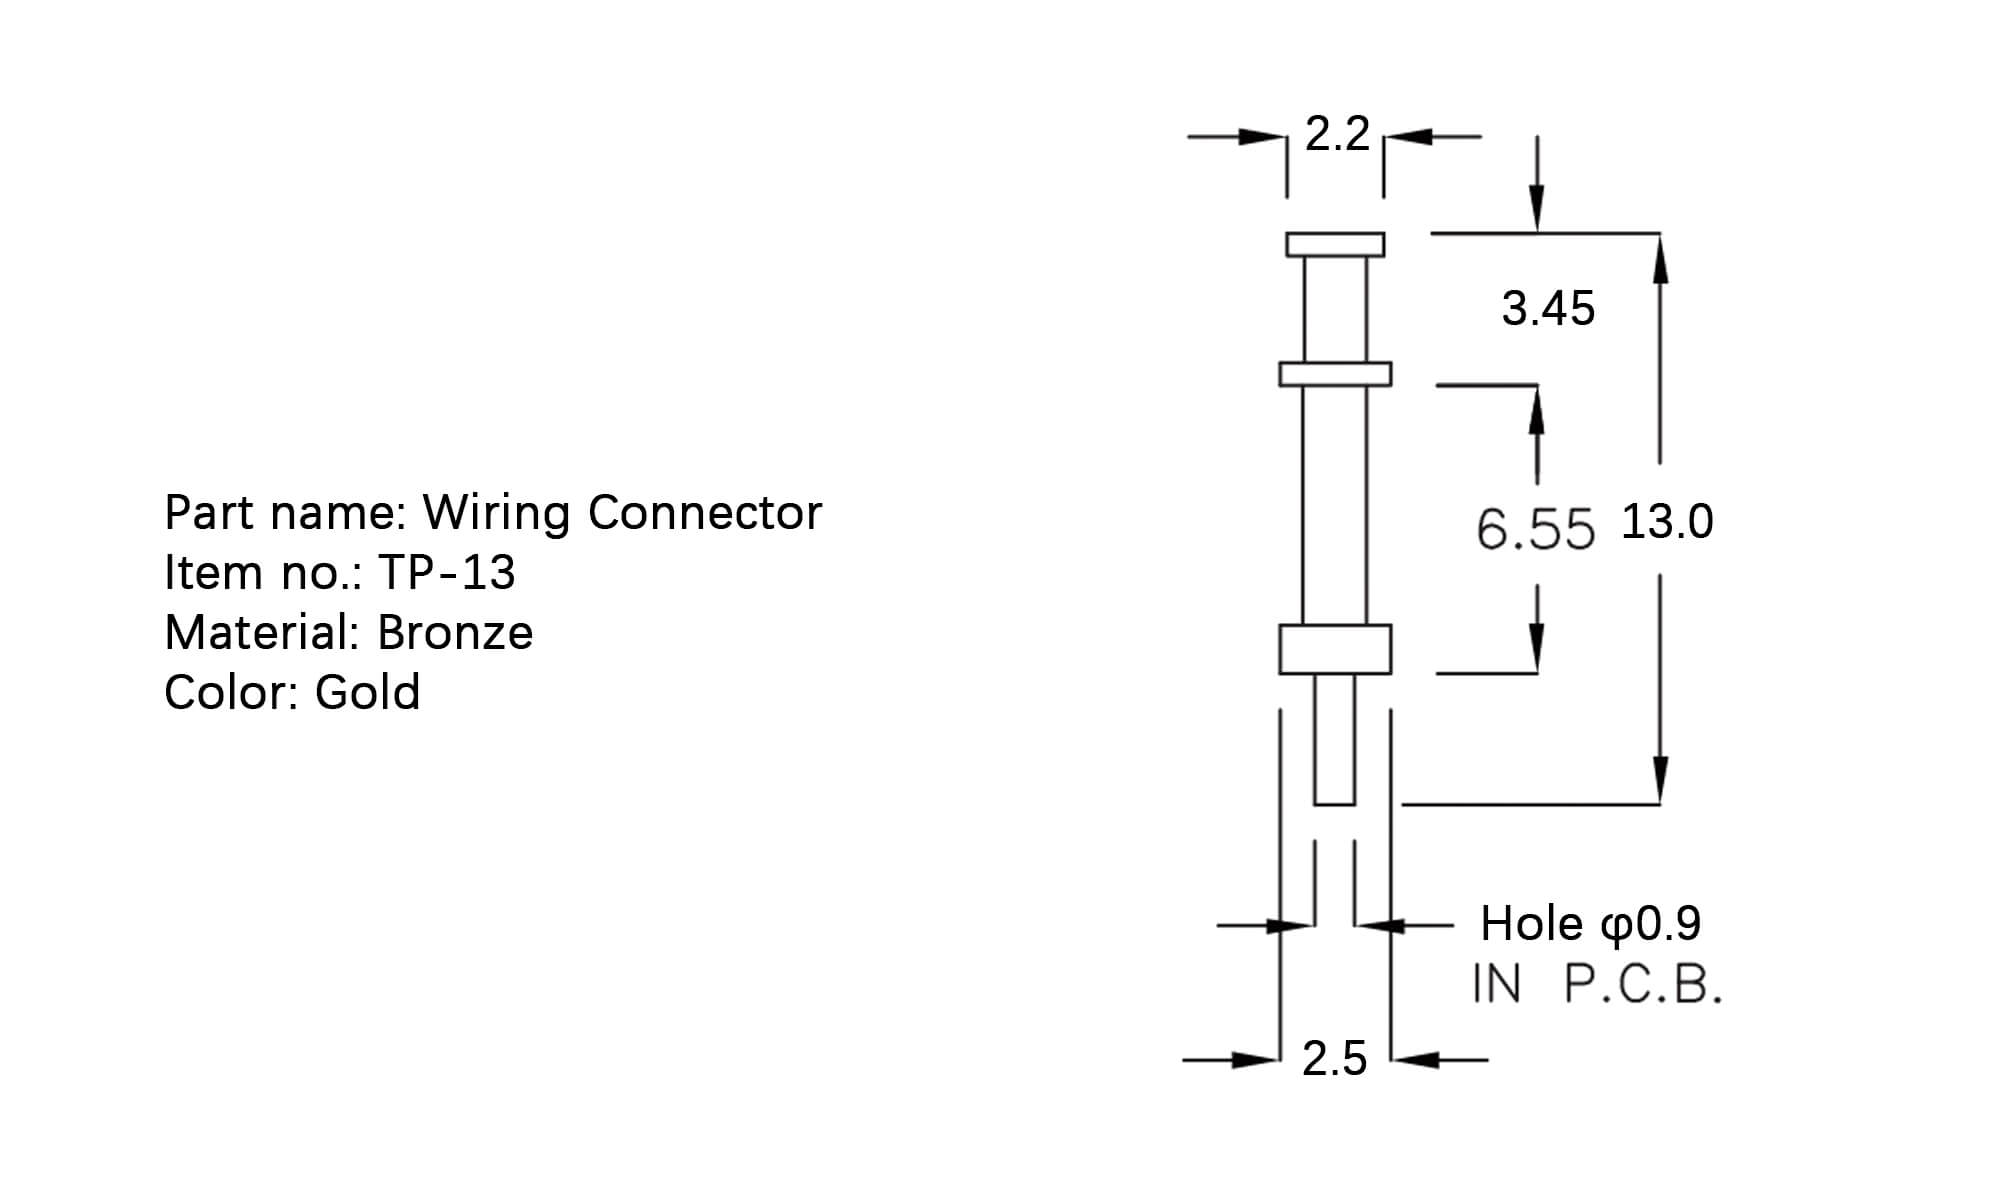 2.2
3.45
Part name: Wiring Connector
Item no.: TP-13
Material: Bronze
Color: Gold
6.55 13.0
Hole φ0.9
IN P.C.B.
2.5